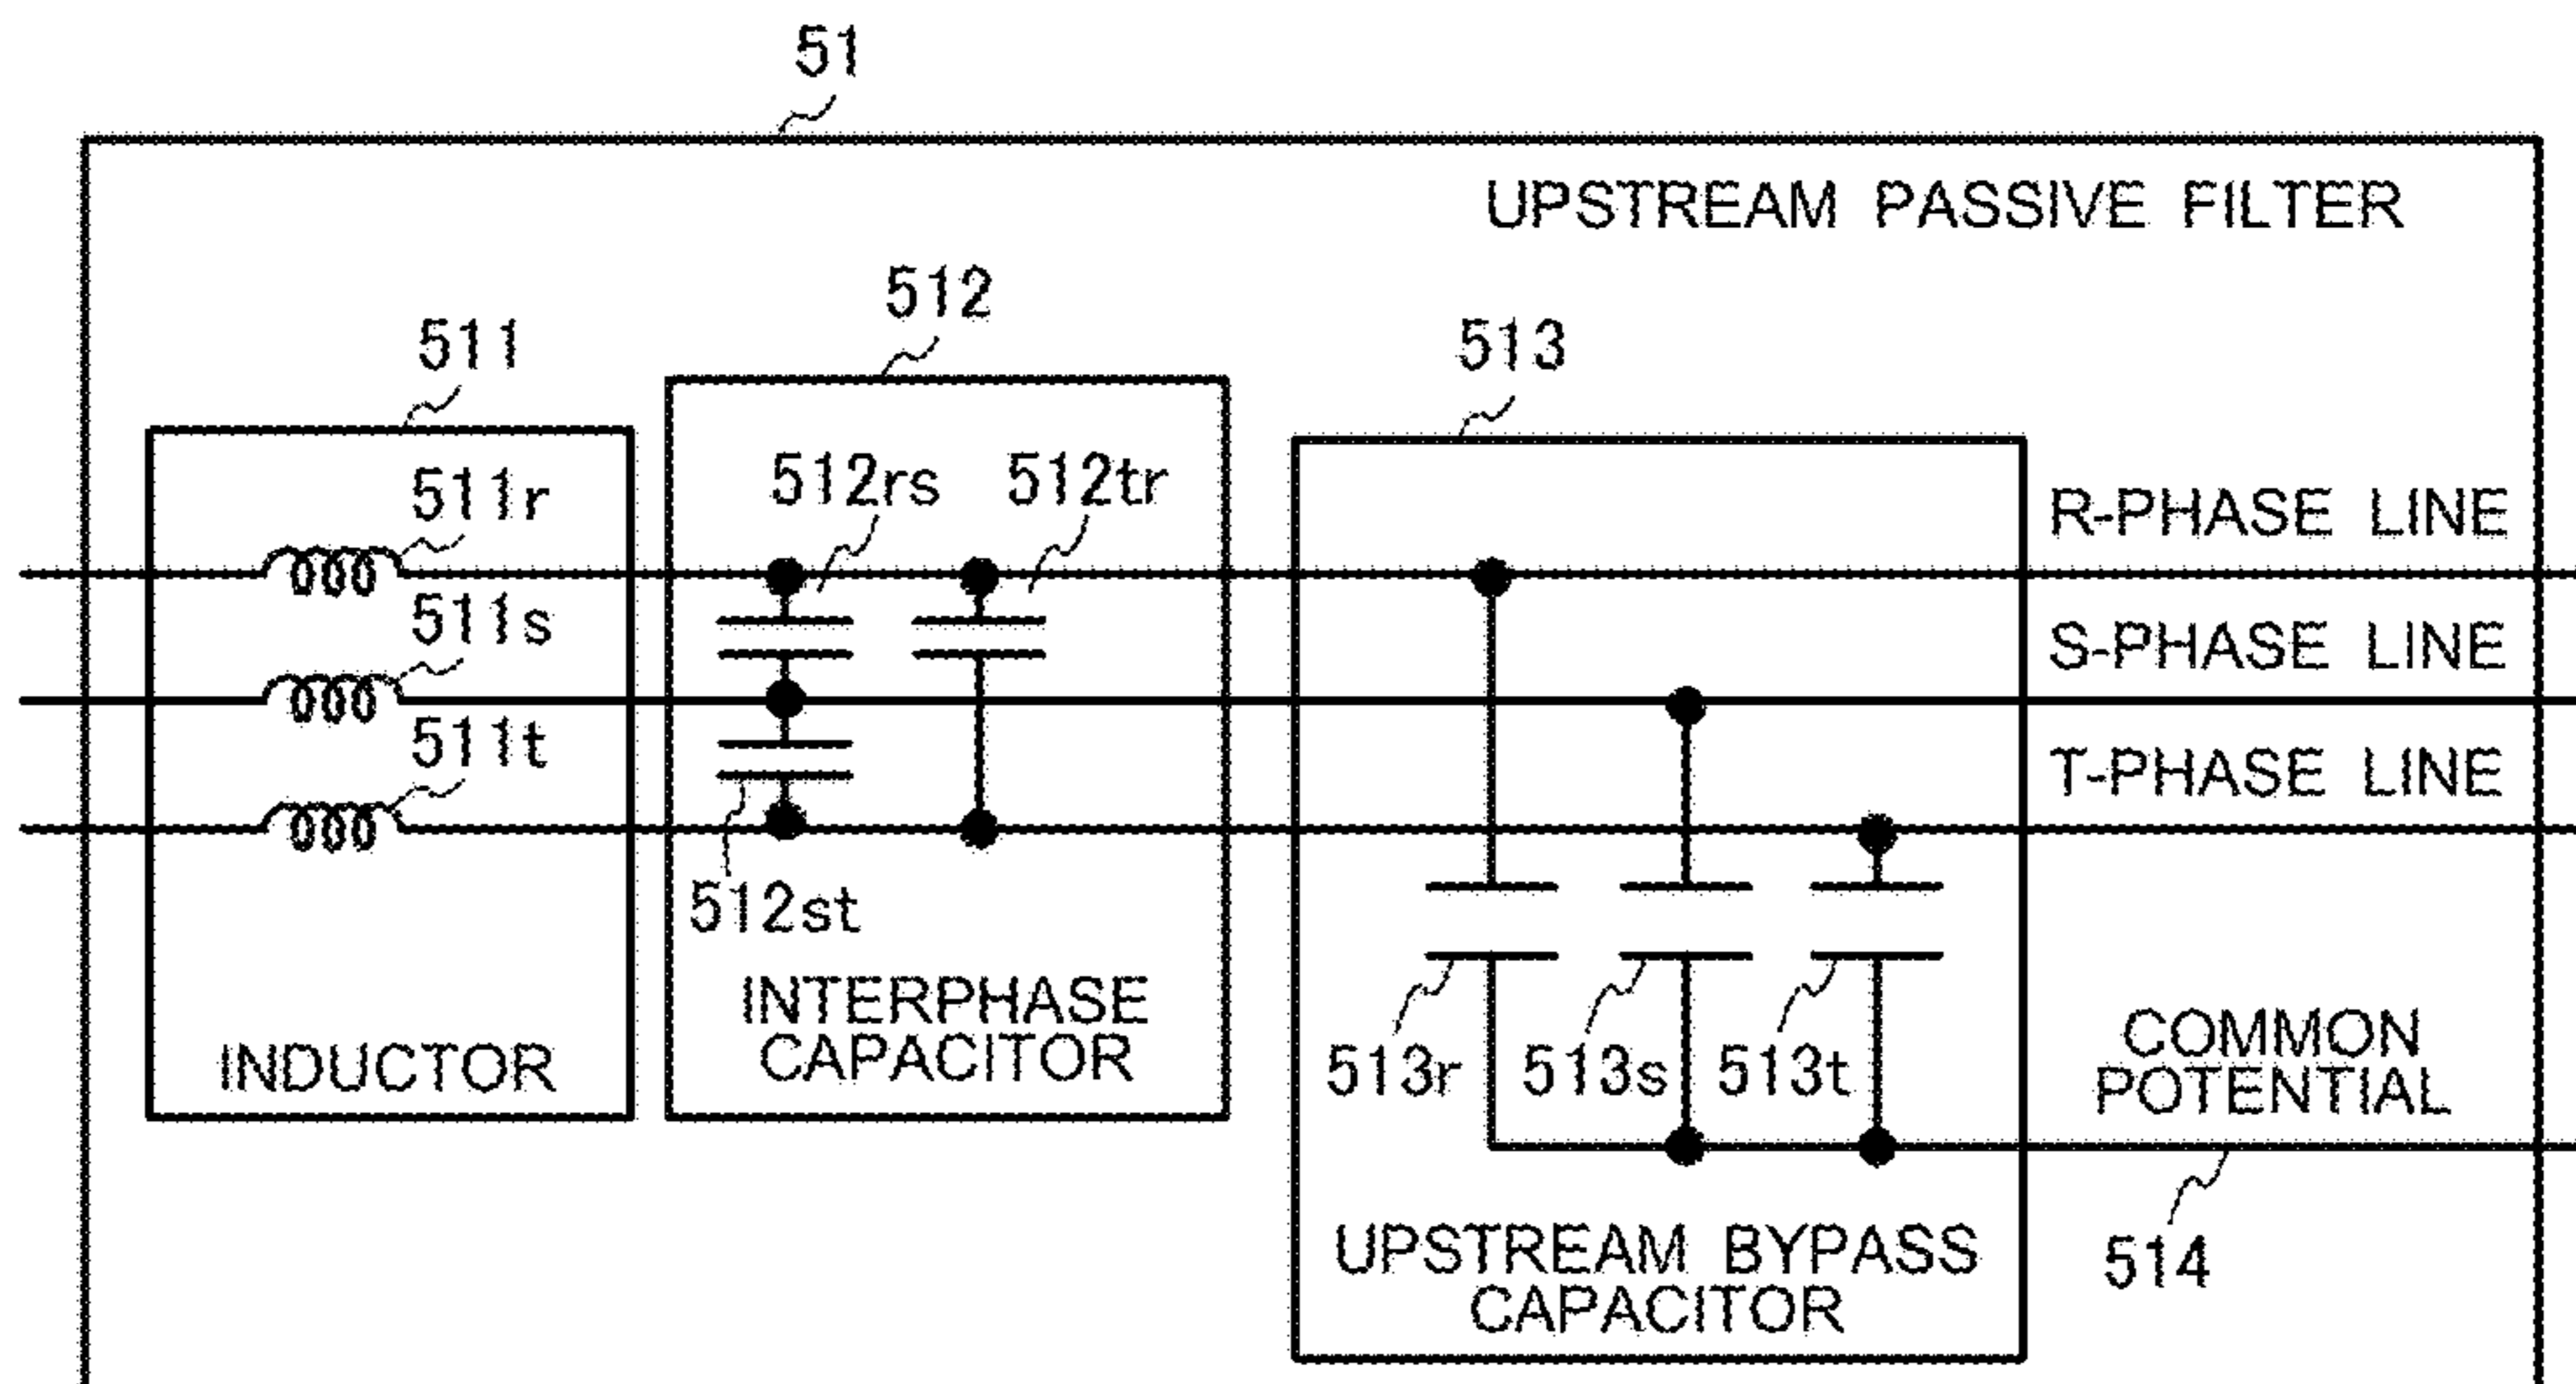 51
UPSTREAM PASSIVE FILTER
512
511
513
512rs
512tr
511r
R-PHASE LINE
511s
S-PHASE LINE
511t
T-PHASE LINE
512st
INTERPHASE
CAPACITOR
INDUCTOR
513r
513s
513t
COMMON
POTENTIAL
UPSTREAM BYPASS
CAPACITOR
514